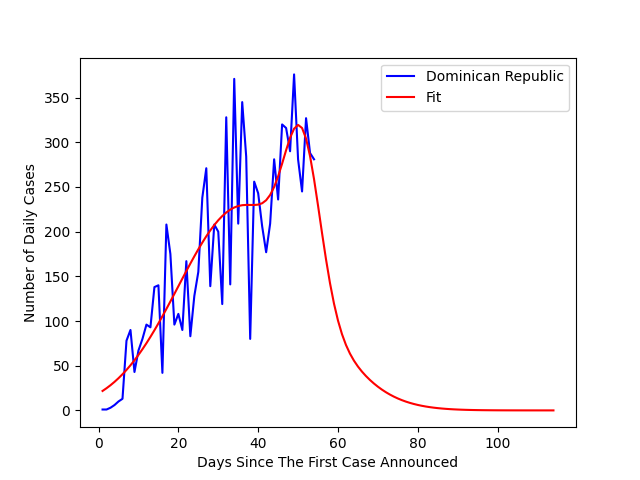 Dominican Republic
Fit
Number of Daily Cases
350
300
250
200
150
100
50
0
0 20 40 60 80 100
Days Since The First Case Announced